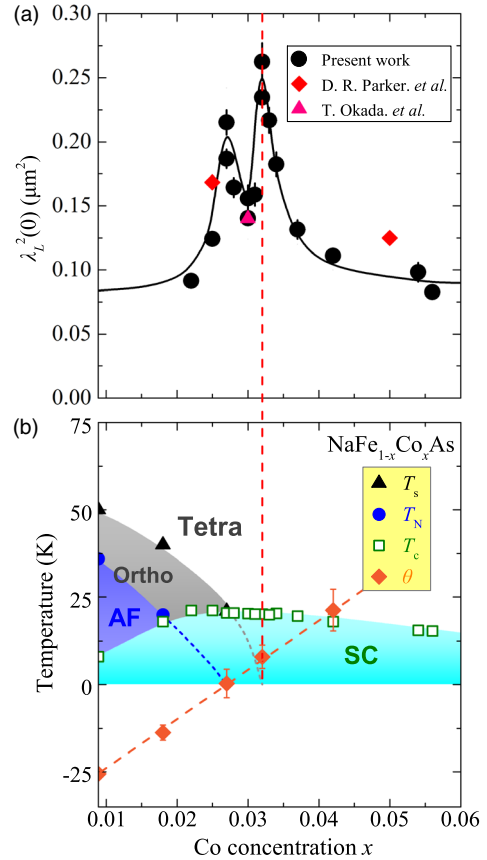 (a)
0.30
0.25
0.20
0.15
0.10
0.05
0.00
λL²(0) (μm²)
Present work
D. R. Parker. et al.
T. Okada. et al.
(b)
75
50
25
0
-25
Temperature (K)
NaFe1-xCoxAs
Ts
TN
Tc
θ
Tetra
Ortho
AF
SC
0.01 0.02 0.03 0.04 0.05 0.06
Co concentration x